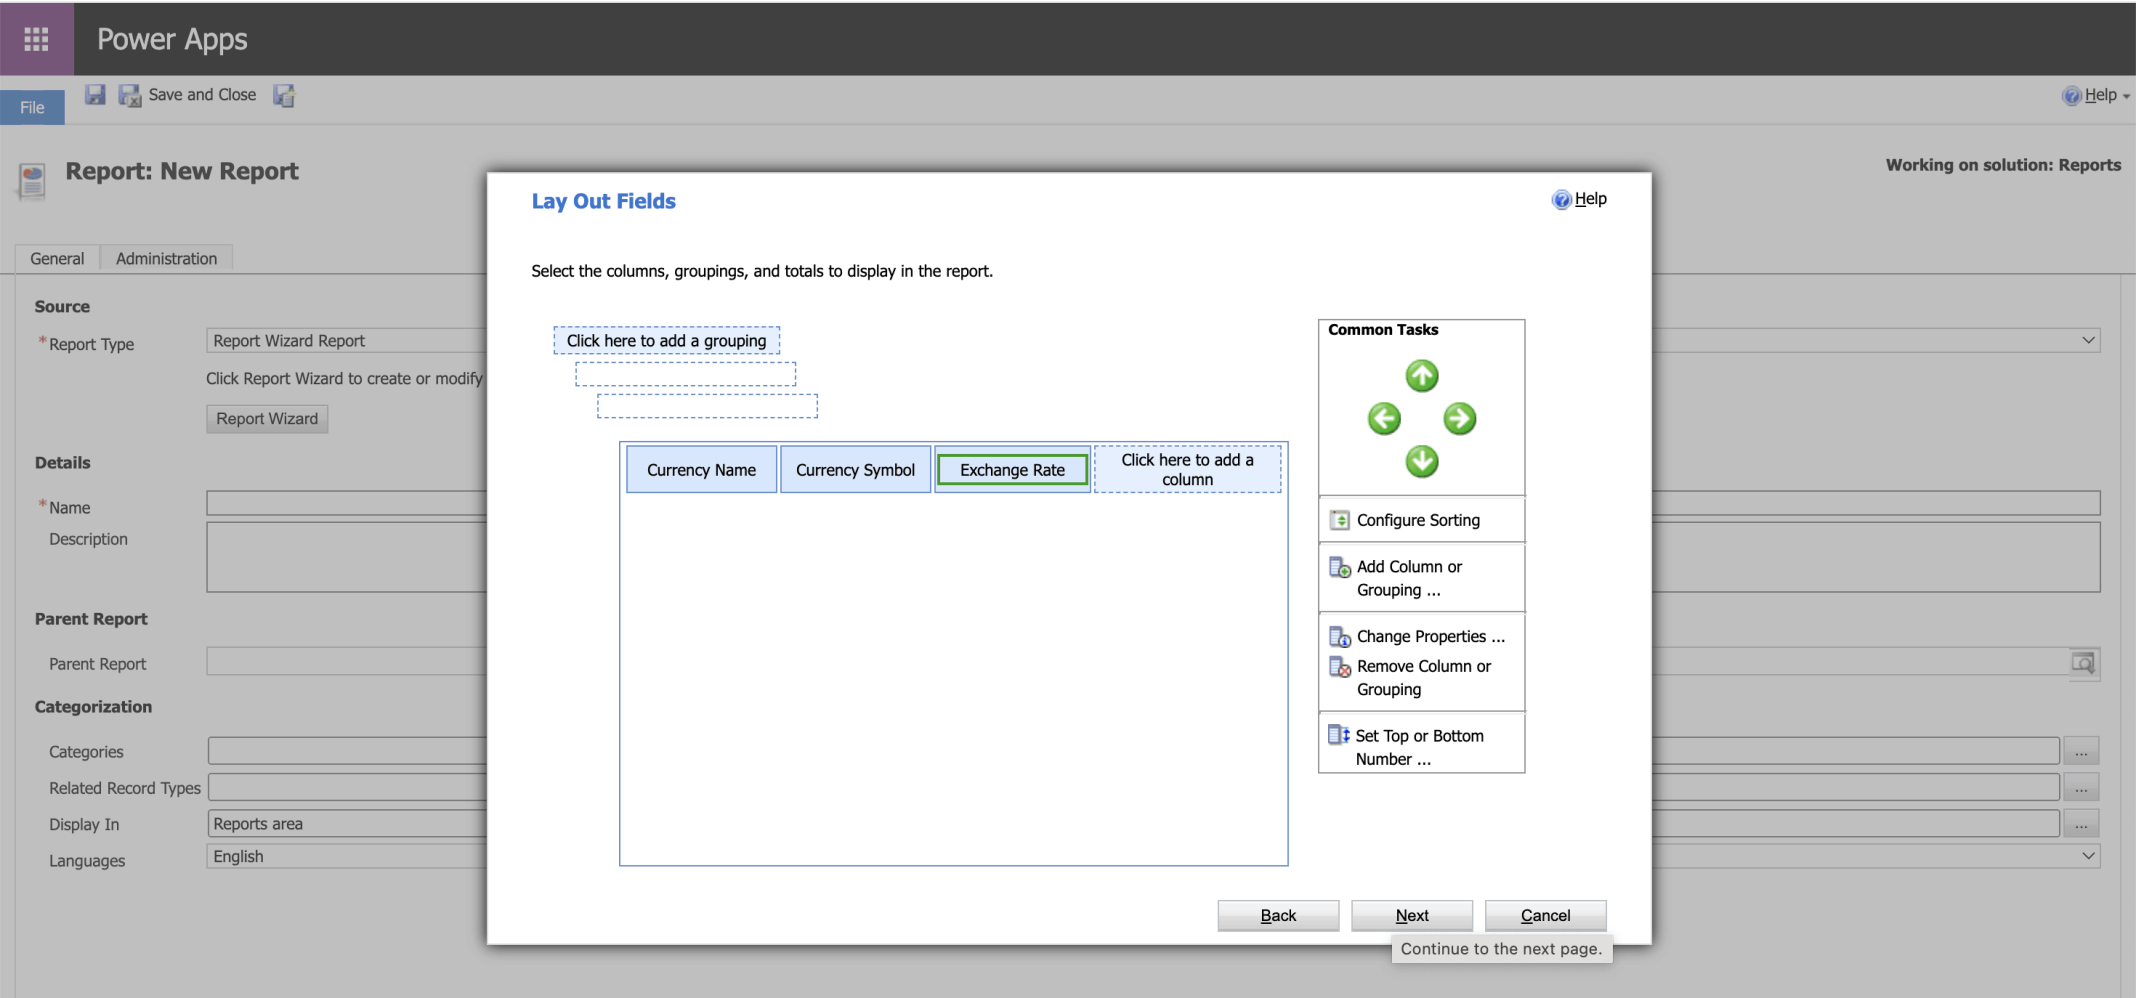 Power Apps
File
Save and Close
Help
Report: New Report
Working on solution: Reports
General
Administration
Source
*Report Type
Report Wizard Report
Click Report Wizard to create or modify
Report Wizard
Details
*Name
Description
Parent Report
Parent Report
Categorization
Categories
...
Related Record Types
...
Display In
Reports area
...
Languages
English
Lay Out Fields
Help
Select the columns, groupings, and totals to display in the report.
Click here to add a grouping
Currency Name
Currency Symbol
Exchange Rate
Click here to add a
column
Common Tasks
Configure Sorting
Add Column or
Grouping ...
Change Properties ...
Remove Column or
Grouping
Set Top or Bottom
Number ...
Back
Next
Cancel
Continue to the next page.